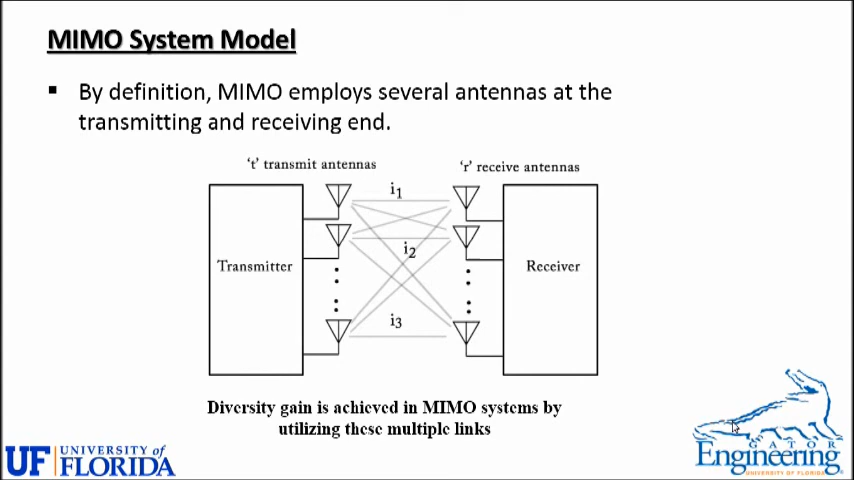 MIMO System Model
▪ By definition, MIMO employs several antennas at the
transmitting and receiving end.
't' transmit antennas
'r' receive antennas
i1
i2
Transmitter
Receiver
i3
Diversity gain is achieved in MIMO systems by
utilizing these multiple links
UF UNIVERSITY of
FLORIDA
GATOR
Engineering
UNIVERSITY OF FLORIDA